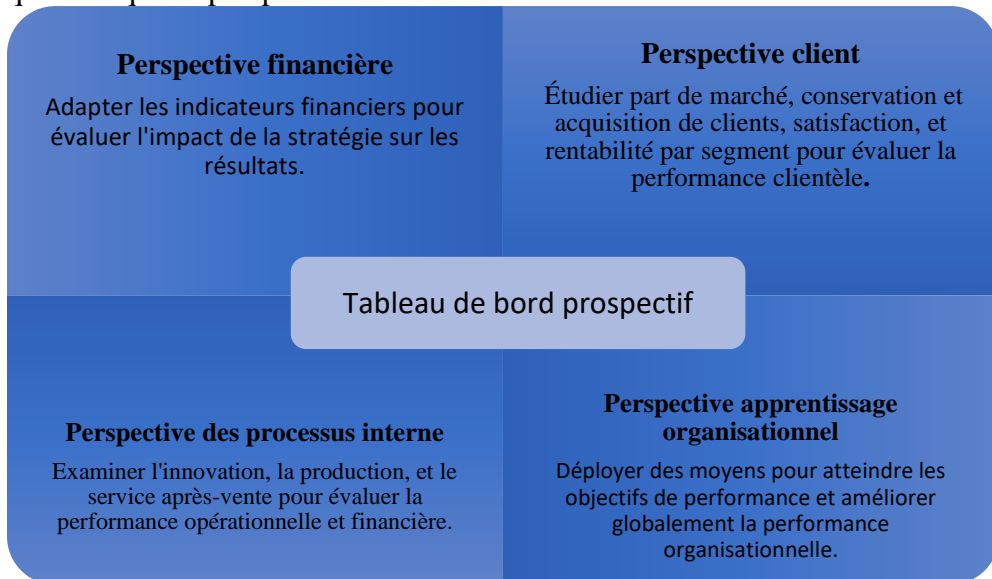 Perspective financière
Adapter les indicateurs financiers pour
évaluer l'impact de la stratégie sur les
résultats.
Perspective client
Étudier part de marché, conservation et
acquisition de clients, satisfaction, et
rentabilité par segment pour évaluer la
performance clientèle.
Tableau de bord prospectif
Perspective des processus interne
Examiner l'innovation, la production, et le
service après-vente pour évaluer la
performance opérationnelle et financière.
Perspective apprentissage
organisationnel
Déployer des moyens pour atteindre les
objectifs de performance et améliorer
globalement la performance
organisationnelle.